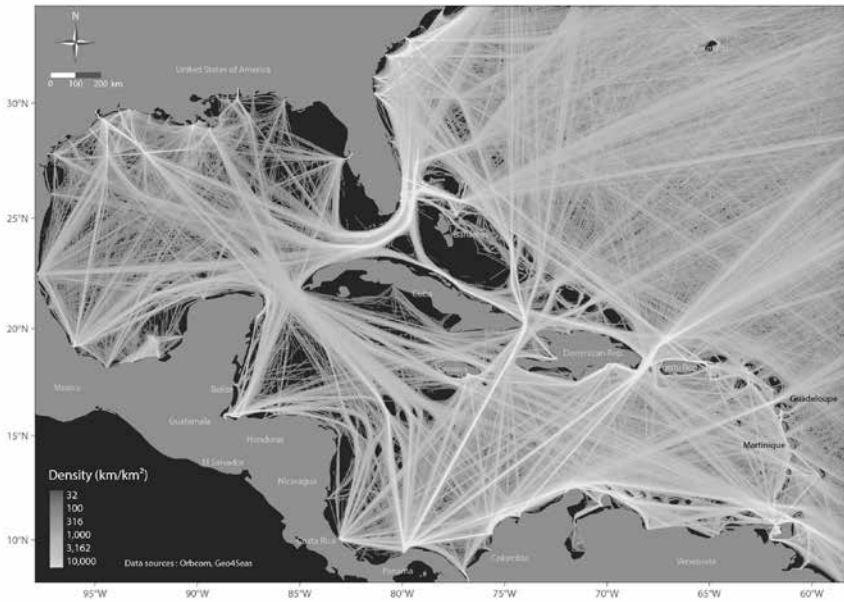 N
0 100 200 km
United States of America
30°N
25°N
Cuba
20°N
Dominican Rep.
Mexico
Belize
Guadeloupe
Guatemala
15°N
Honduras
Martinique
El Salvador
Density (km/km²)
Nicaragua
32
100
316
1,000
3,162
10,000
Costa Rica
10°N
Data sources : Orbcom, Geo4Seas
Colombia
Venezuela
Panama
95°W 90°W 85°W 80°W 75°W 70°W 65°W 60°W